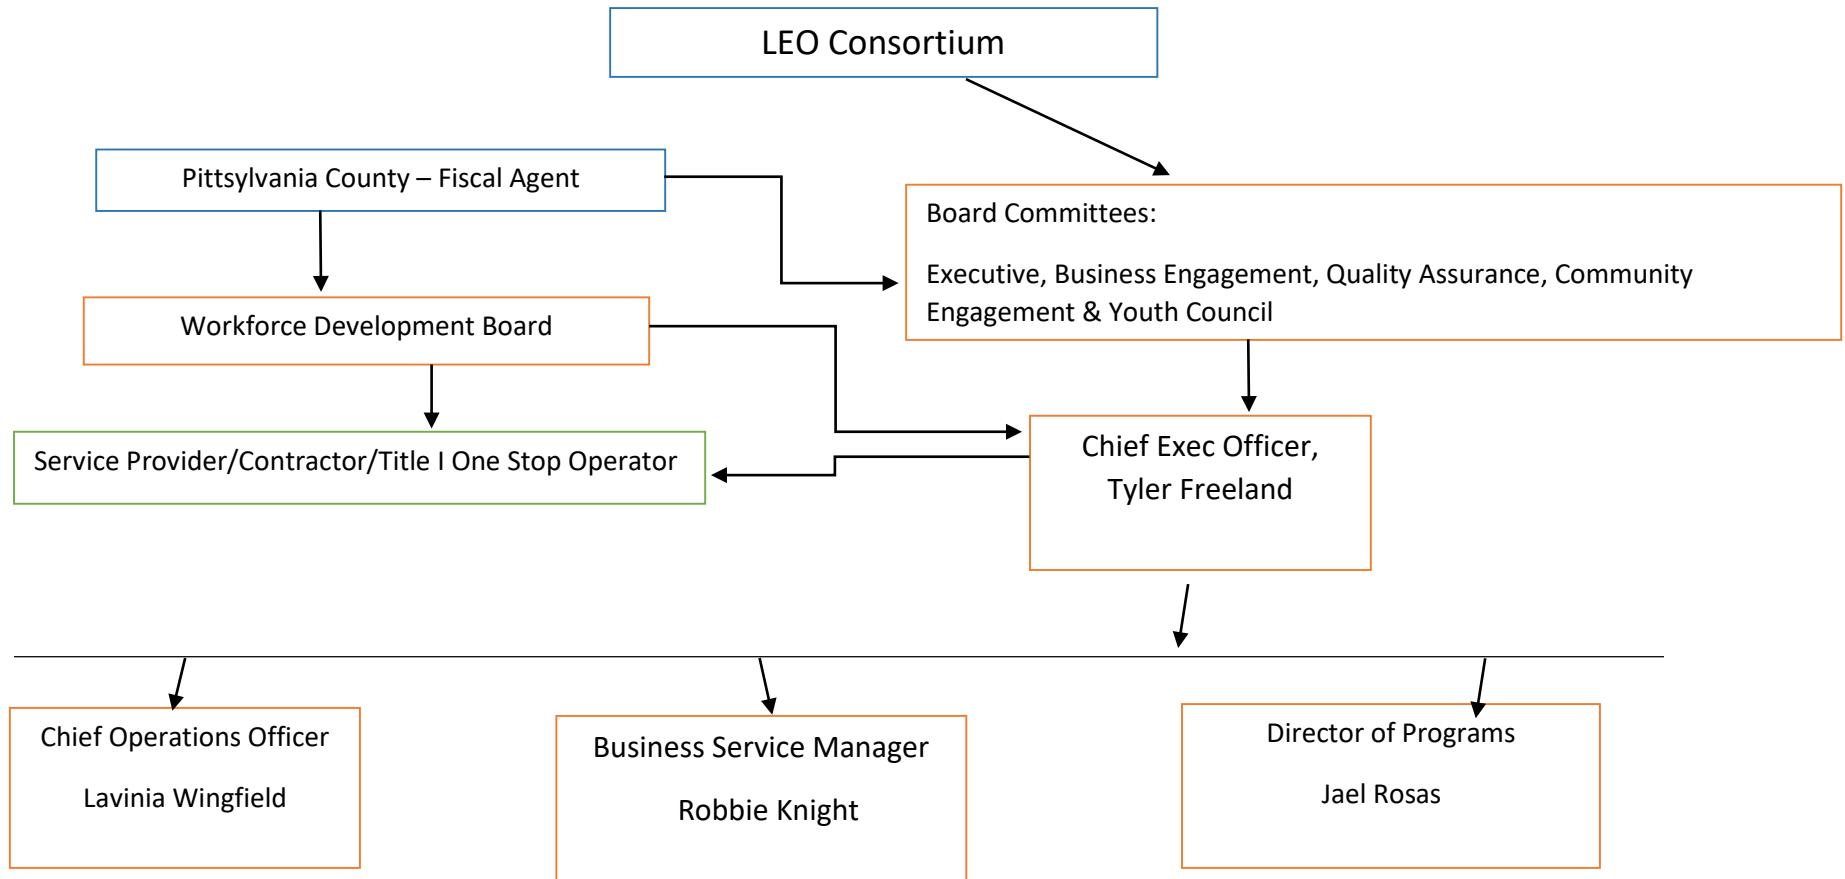 LEO Consortium
Pittsylvania County – Fiscal Agent
Board Committees:
Executive, Business Engagement, Quality Assurance, Community
Engagement & Youth Council
Workforce Development Board
Service Provider/Contractor/Title I One Stop Operator
Chief Exec Officer,
Tyler Freeland
Chief Operations Officer
Lavinia Wingfield
Business Service Manager
Robbie Knight
Director of Programs
Jael Rosas